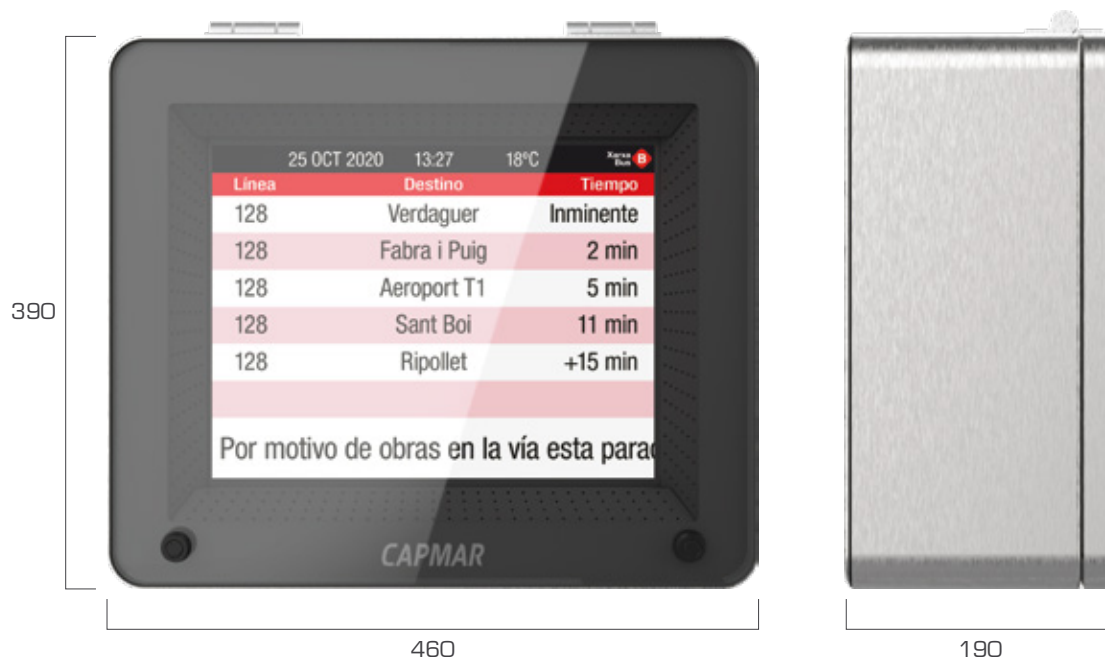 25 OCT 2020 13:27 18ºC Xarxa Bus B
Línea Destino Tiempo
128 Verdaguer Inminente
128 Fabra i Puig 2 min
128 Aeroport T1 5 min
128 Sant Boi 11 min
128 Ripollet +15 min
Por motivo de obras en la vía esta parad
CAPMAR
390
460
190